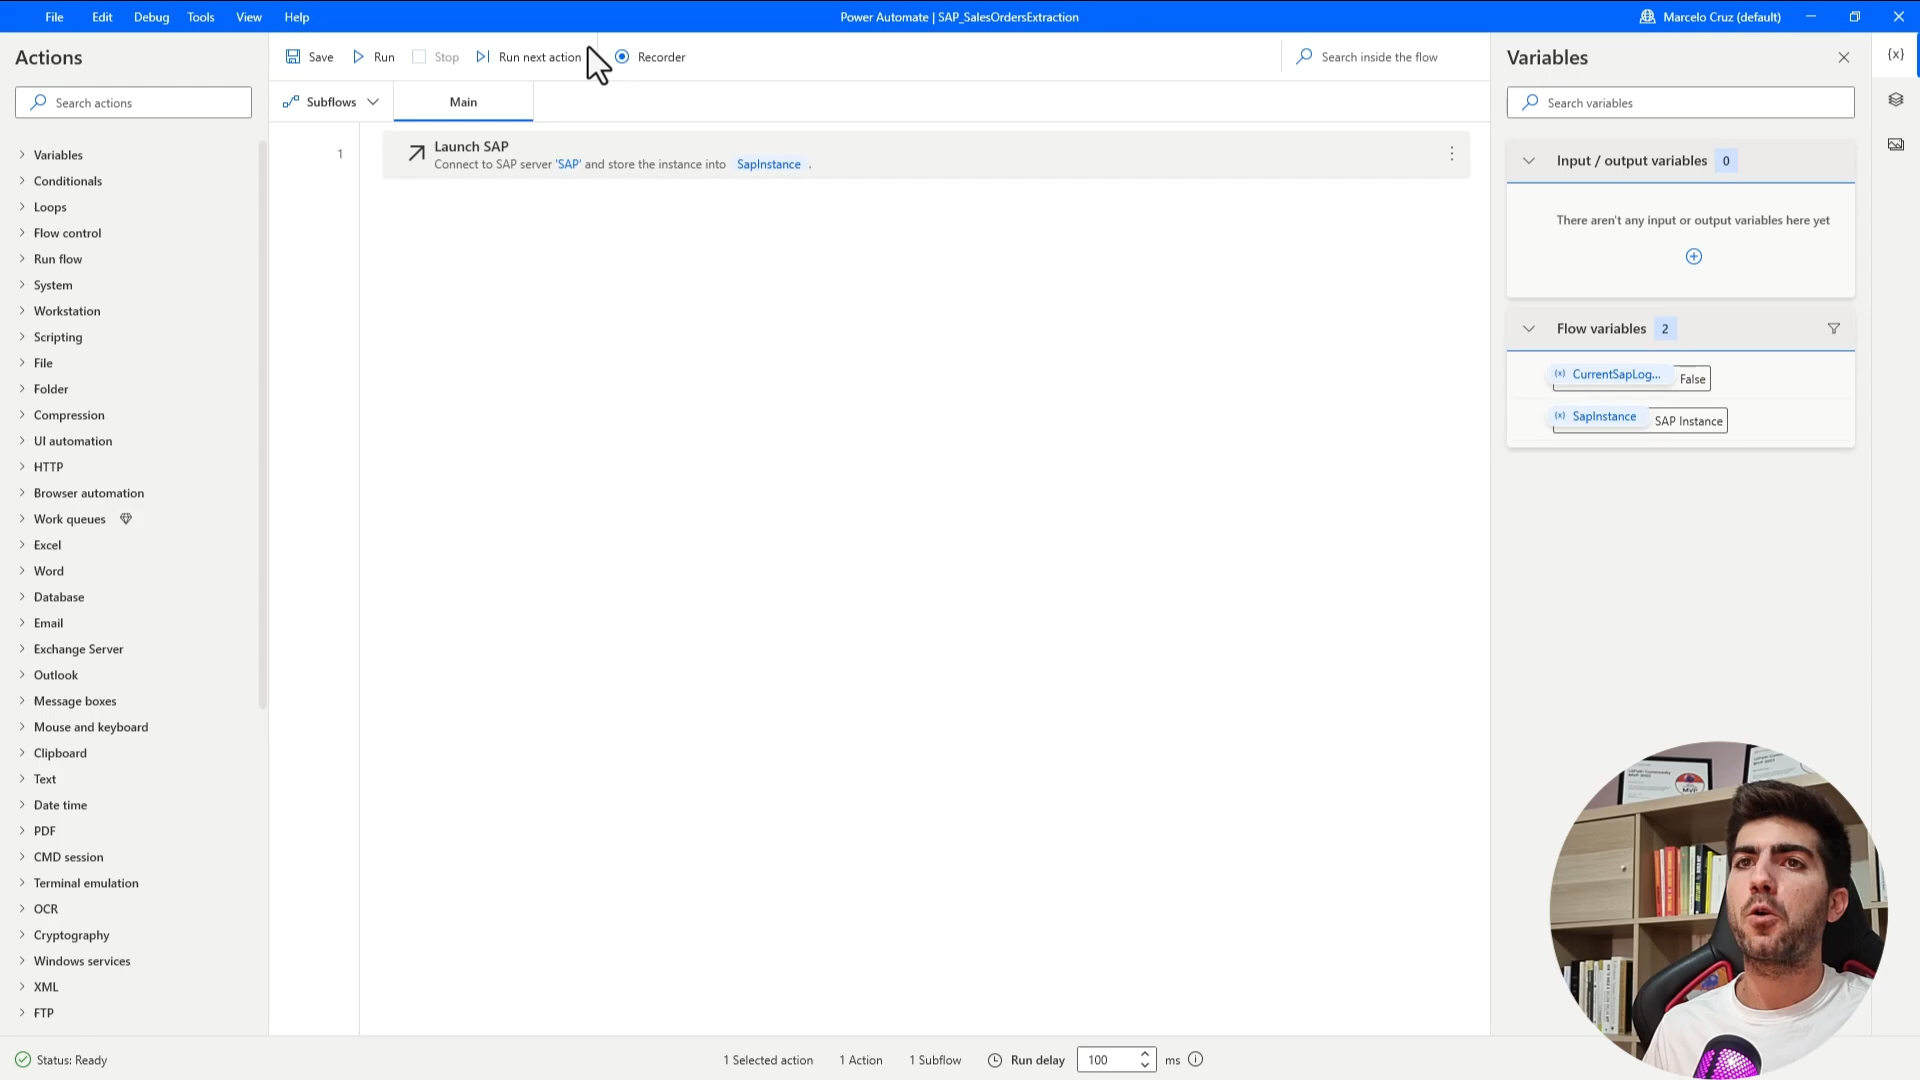 File Edit Debug Tools View Help
Power Automate | SAP_SalesOrdersExtraction
Marcelo Cruz (default)
Actions
Search actions
Variables
Conditionals
Loops
Flow control
Run flow
System
Workstation
Scripting
File
Folder
Compression
UI automation
HTTP
Browser automation
Work queues
Excel
Word
Database
Email
Exchange Server
Outlook
Message boxes
Mouse and keyboard
Clipboard
Text
Date time
PDF
CMD session
Terminal emulation
OCR
Cryptography
Windows services
XML
FTP
Save Run Stop Run next action Recorder
Search inside the flow
Subflows Main
1
Launch SAP
Connect to SAP server 'SAP' and store the instance into SapInstance .
Variables
{x}
Search variables
Input / output variables 0
There aren't any input or output variables here yet
Flow variables 2
(x) CurrentSapLog... False
(x) SapInstance SAP Instance
MVP
Status: Ready
1 Selected action 1 Action 1 Subflow Run delay 100 ms